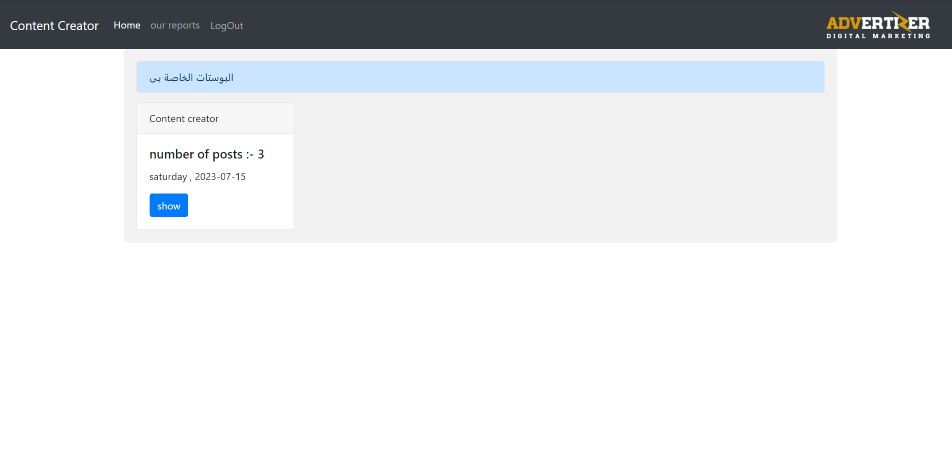 Content Creator
Home
our reports
LogOut
ADVERTIZER
DIGITAL MARKETING
البوستات الخاصة بى
Content creator
number of posts :- 3
saturday , 2023-07-15
show